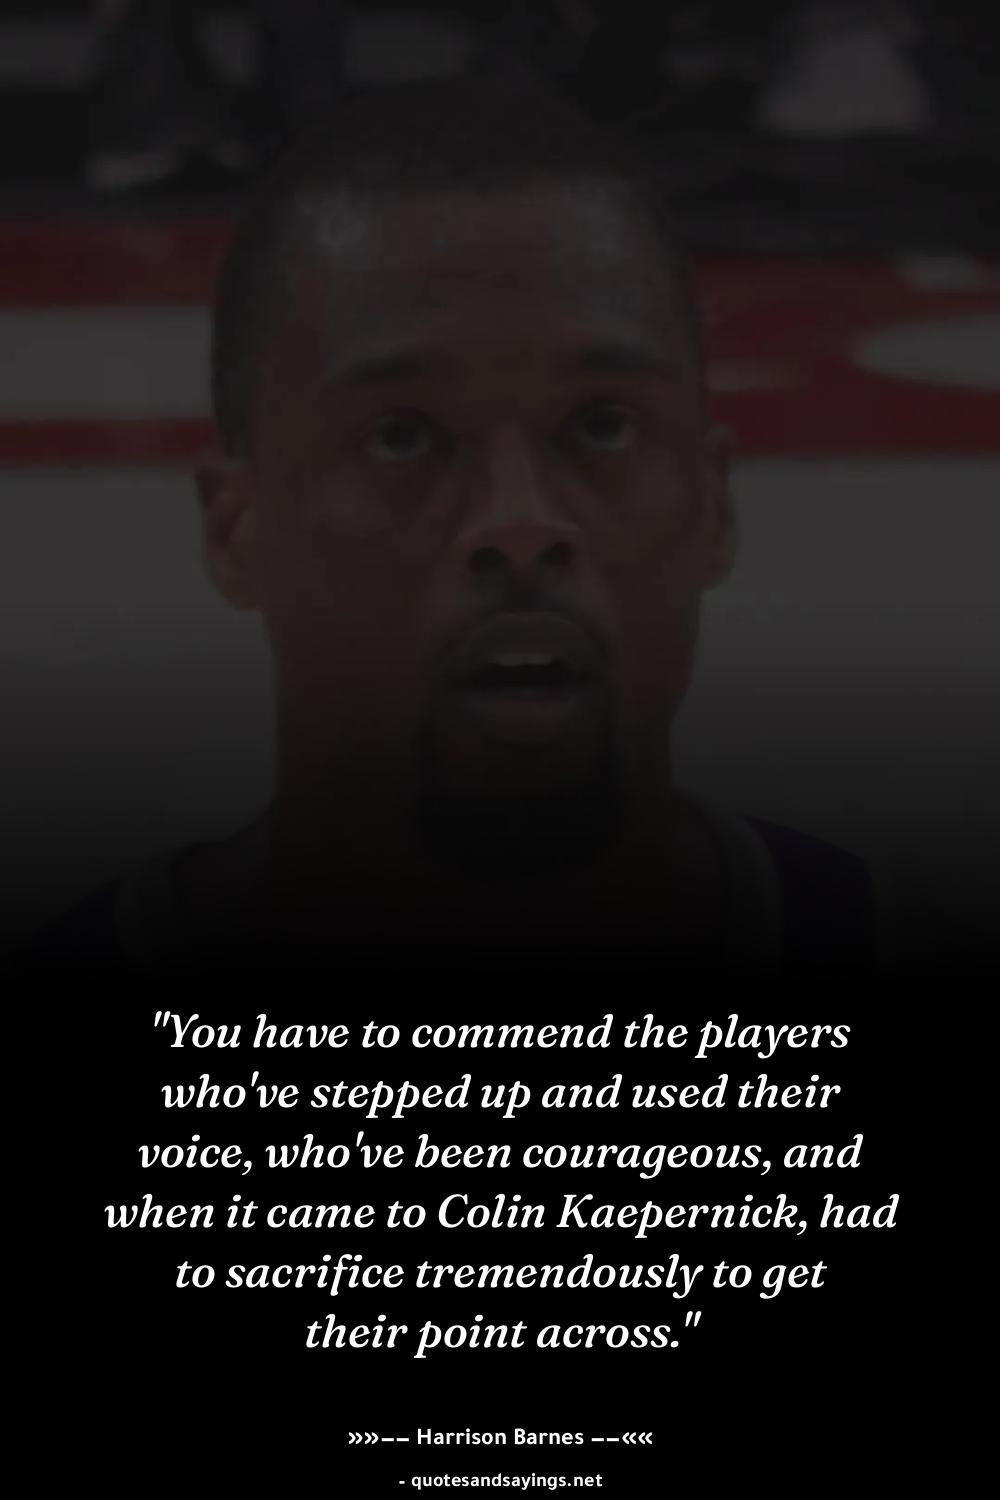 "You have to commend the players
who've stepped up and used their
voice, who've been courageous, and
when it came to Colin Kaepernick, had
to sacrifice tremendously to get
their point across."
»»−− Harrison Barnes −−««
- quotesandsayings.net